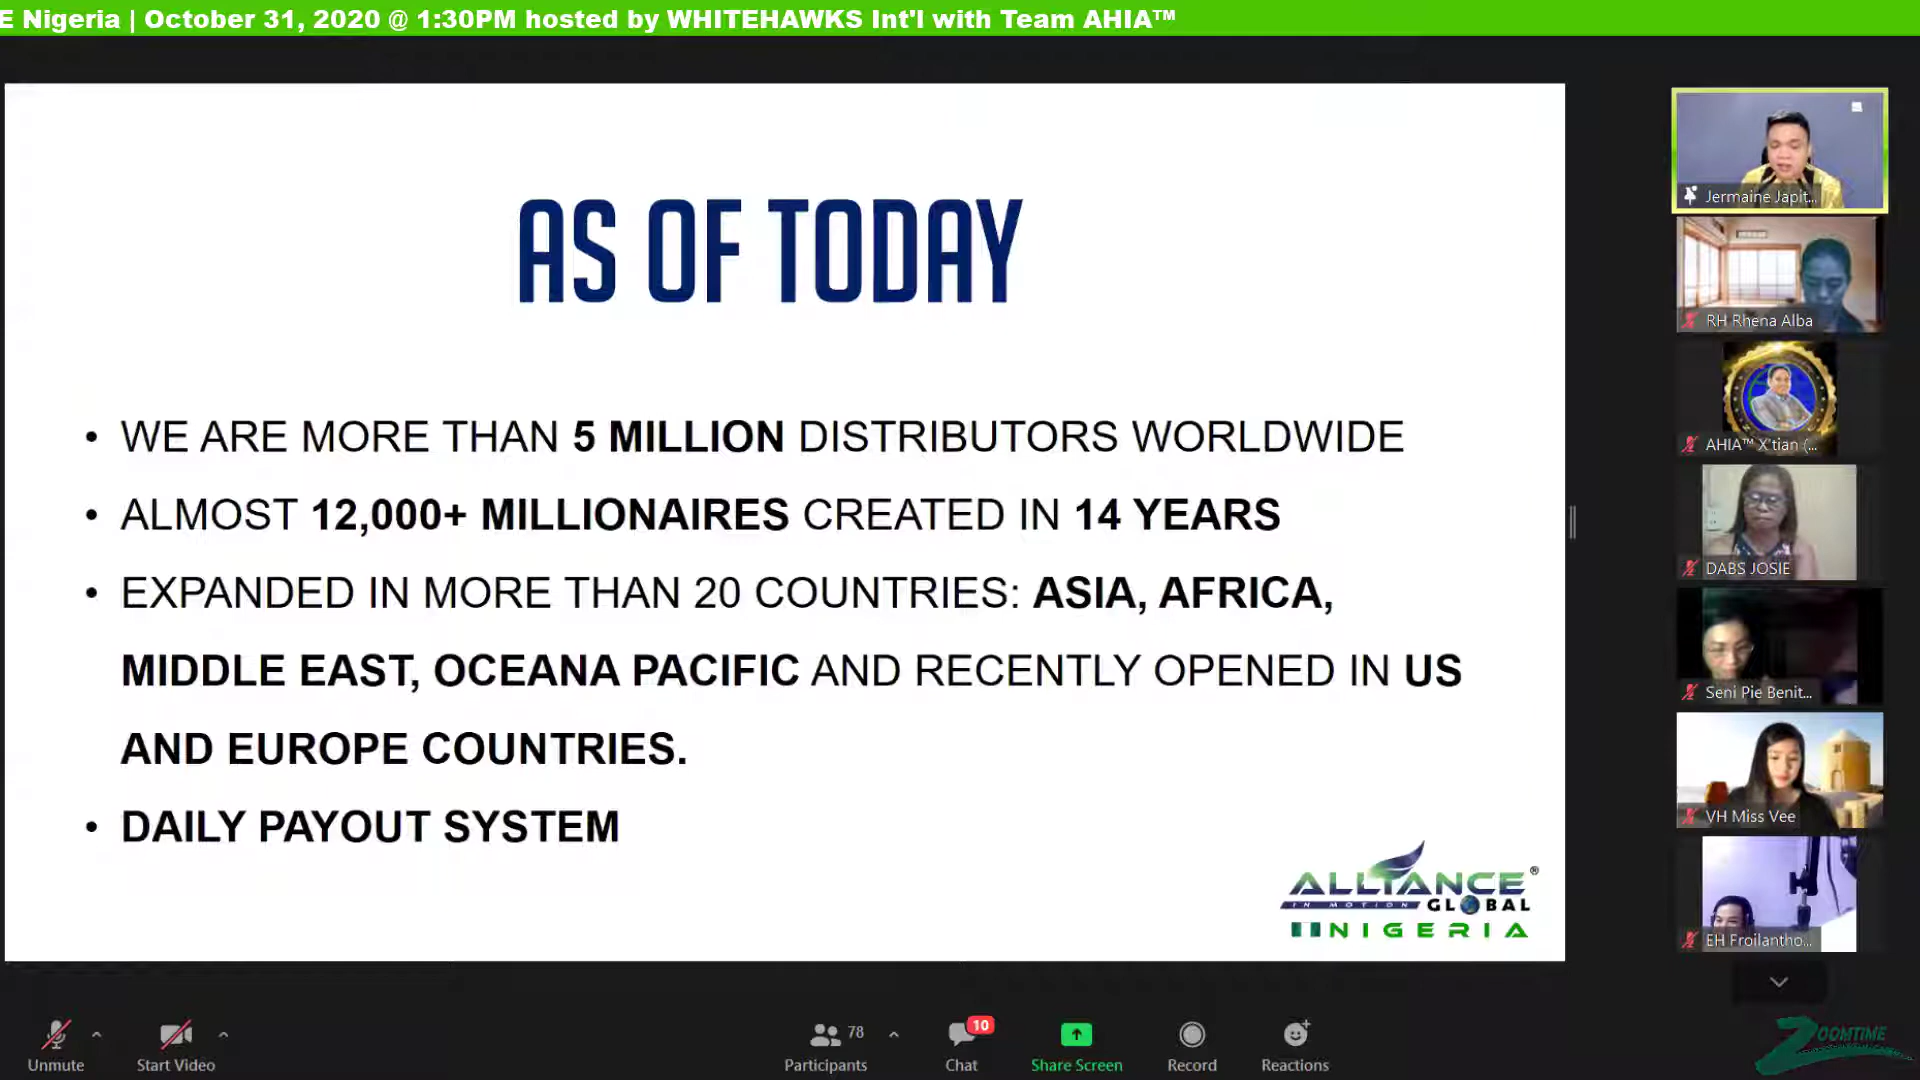 E Nigeria | October 31, 2020 @ 1:30PM hosted by WHITEHAWKS Int'l with Team AHIA™
AS OF TODAY
• WE ARE MORE THAN 5 MILLION DISTRIBUTORS WORLDWIDE
• ALMOST 12,000+ MILLIONAIRES CREATED IN 14 YEARS
• EXPANDED IN MORE THAN 20 COUNTRIES: ASIA, AFRICA,
MIDDLE EAST, OCEANA PACIFIC AND RECENTLY OPENED IN US
AND EUROPE COUNTRIES.
• DAILY PAYOUT SYSTEM
ALLIANCE®
IN MOTION GLOBAL
NIGERIA
Jermaine Japit...
RH Rhena Alba
AHIA™ X'tian (...
DABS JOSIE
Seni Pie Benit...
VH Miss Vee
EH Froilantho...
Unmute
Start Video
78
Participants
10
Chat
Share Screen
Record
Reactions
ZOOMTIME